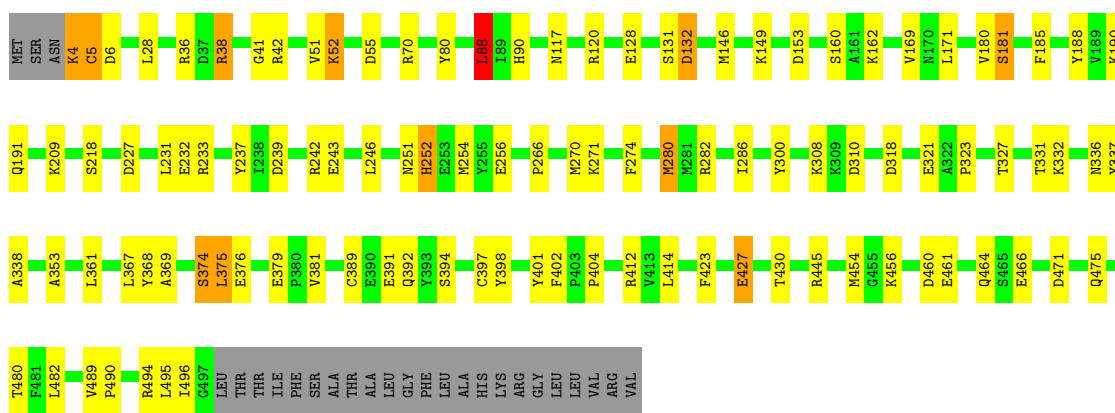 MET SER ASN K4 C5 D6 L28 R36 D37 R38 G41 R42 V51 K52 D55 R70 Y80 L88 I89 H90 N117 R120 E128 S131 D132 M146 K149 D153 S160 A161 K162 V169 N170 L171 V180 S181 F185 Y188 V189 K190
Q191 K209 S218 D227 L231 E232 R233 Y237 I238 D239 R242 E243 L246 N251 H252 E253 M254 Y255 E256 P266 M270 K271 F274 M280 M281 R282 I286 Y300 K308 K309 D310 D318 E321 A322 P323 T327 T331 K332 N336 Y337
A338 A353 L361 L367 Y368 A369 S374 L375 E376 E379 P380 V381 C389 E390 E391 Q392 Y393 S394 C397 Y398 Y401 F402 P403 P404 R412 V413 L414 F423 E427 T430 R445 M454 G455 K456 D460 E461 Q464 S465 E466 D471 Q475
T480 F481 L482 V489 P490 R494 L495 I496 G497 LEU THR THR ILE PHE SER ALA THR ALA LEU GLY PHE LEU ALA HIS LYS ARG GLY LEU LEU VAL ARG VAL